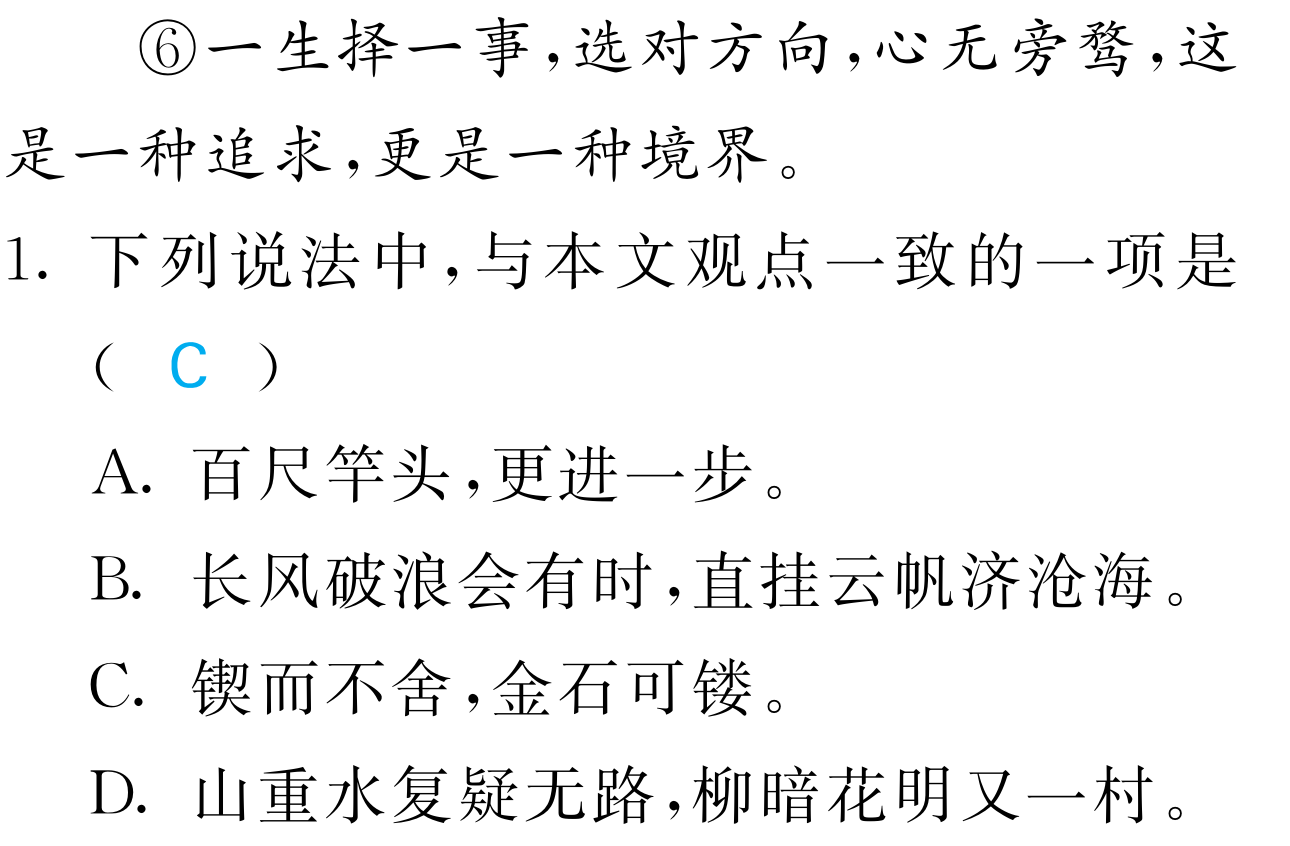 ⑥一生择一事,选对方向,心无旁骛,这
是一种追求,更是一种境界。
1. 下列说法中,与本文观点一致的一项是
( C )
A. 百尺竿头,更进一步。
B. 长风破浪会有时,直挂云帆济沧海。
C. 锲而不舍,金石可镂。
D. 山重水复疑无路,柳暗花明又一村。